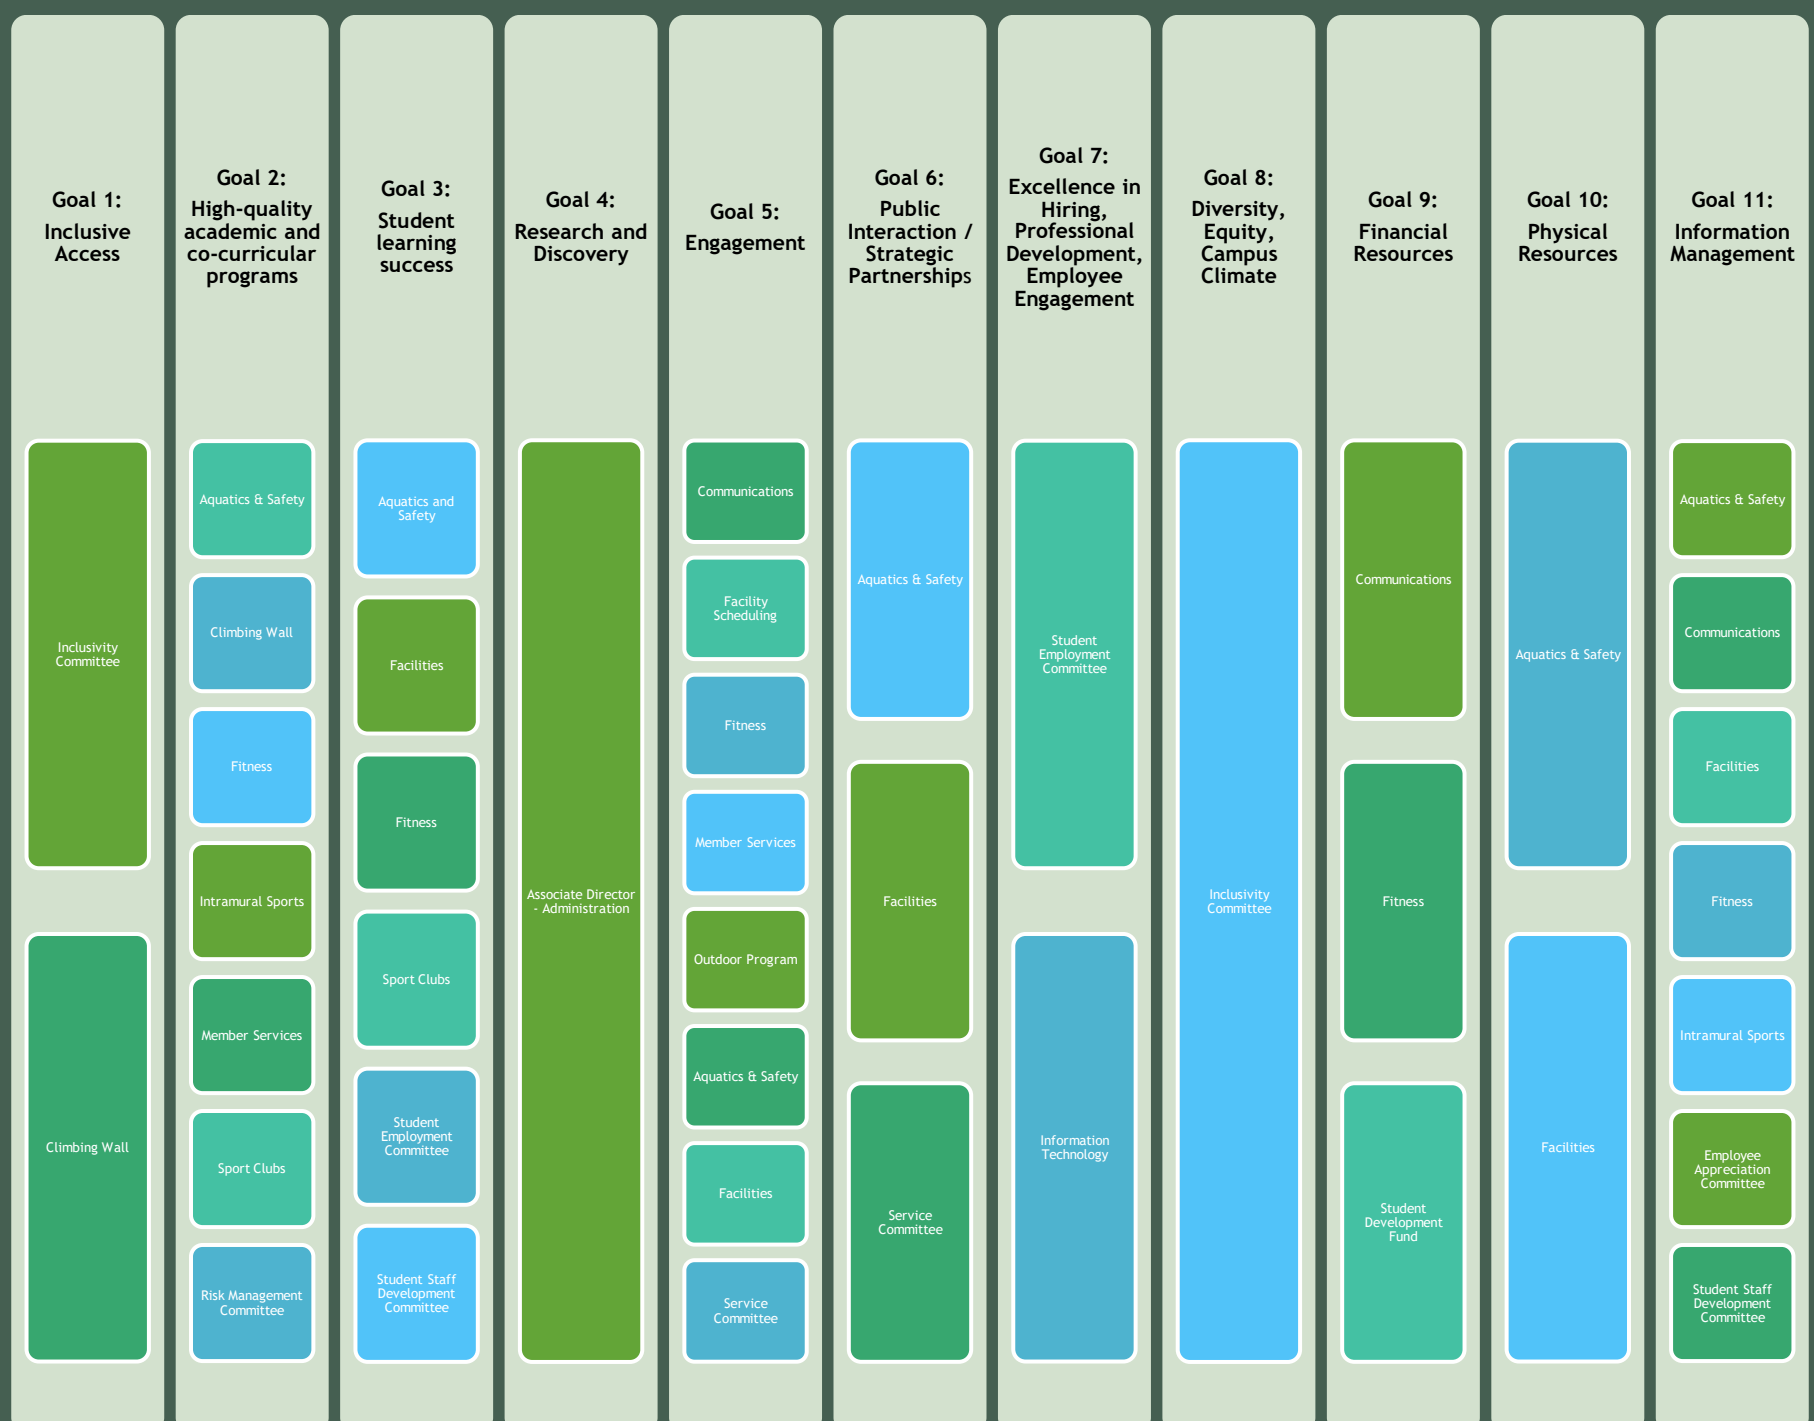 Goal 1:
Inclusive
Access
Inclusivity
Committee
Climbing Wall
Goal 2:
High-quality
academic and
co-curricular
programs
Aquatics & Safety
Climbing Wall
Fitness
Intramural Sports
Member Services
Sport Clubs
Risk Management
Committee
Goal 3:
Student
learning
success
Aquatics and
Safety
Facilities
Fitness
Sport Clubs
Student
Employment
Committee
Student Staff
Development
Committee
Goal 4:
Research and
Discovery
Associate Director
- Administration
Goal 5:
Engagement
Communications
Facility
Scheduling
Fitness
Member Services
Outdoor Program
Aquatics & Safety
Facilities
Service
Committee
Goal 6:
Public
Interaction /
Strategic
Partnerships
Aquatics & Safety
Facilities
Service
Committee
Goal 7:
Excellence in
Hiring,
Professional
Development,
Employee
Engagement
Student
Employment
Committee
Information
Technology
Goal 8:
Diversity,
Equity,
Campus
Climate
Inclusivity
Committee
Goal 9:
Financial
Resources
Communications
Fitness
Student
Development
Fund
Goal 10:
Physical
Resources
Aquatics & Safety
Facilities
Goal 11:
Information
Management
Aquatics & Safety
Communications
Facilities
Fitness
Intramural Sports
Employee
Appreciation
Committee
Student Staff
Development
Committee